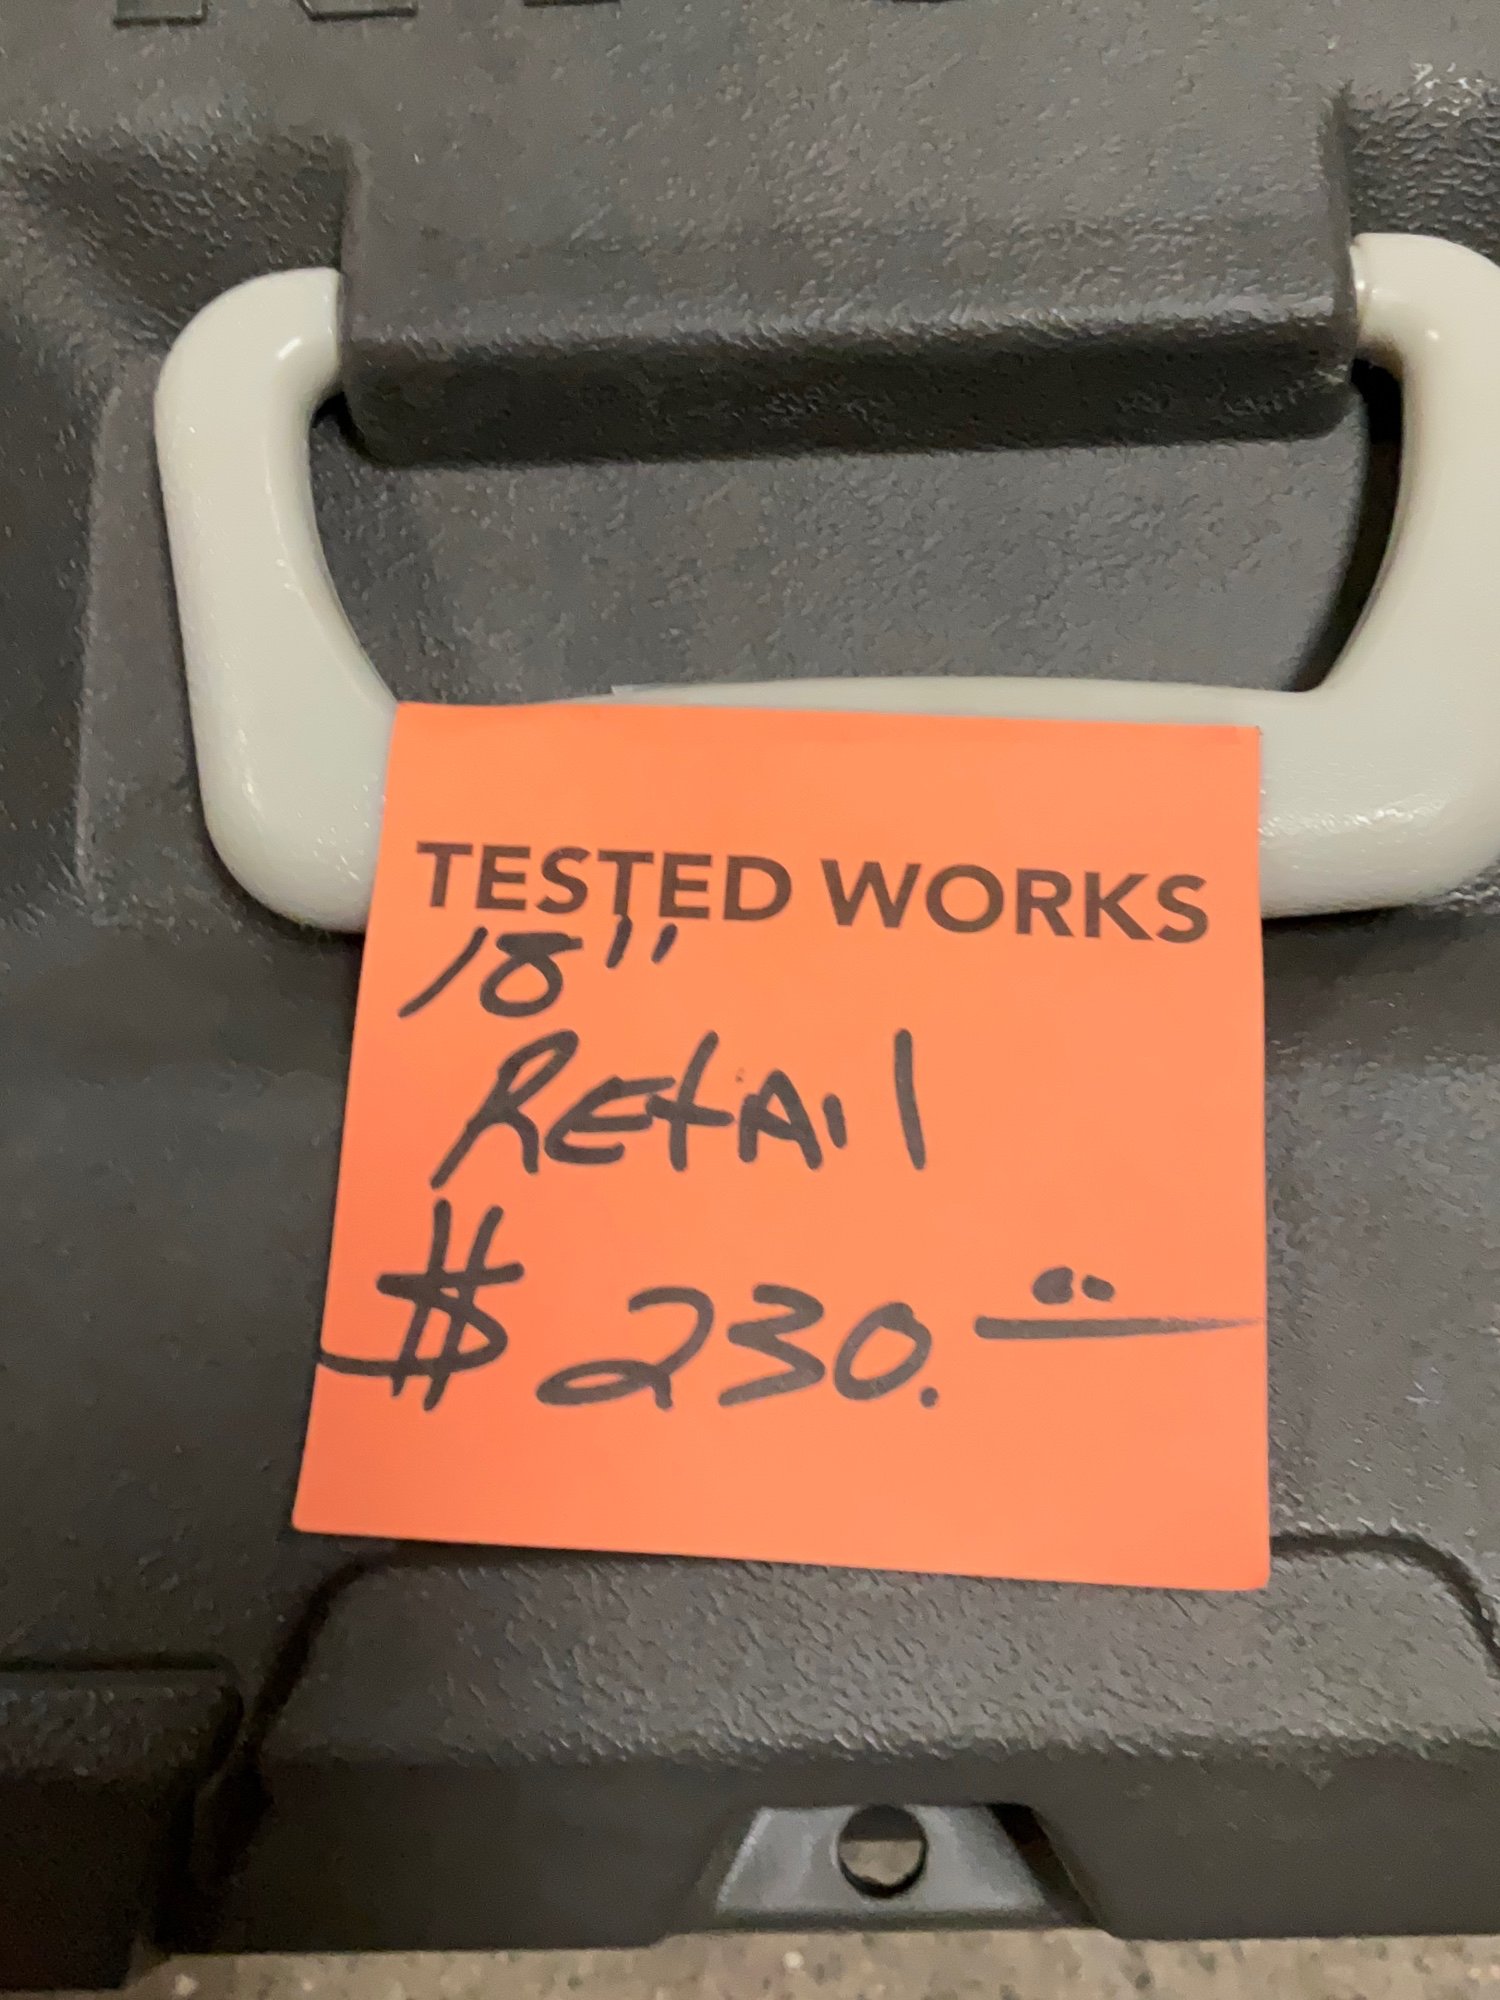 TESTED WORKS
18"
REtAil
$230.00